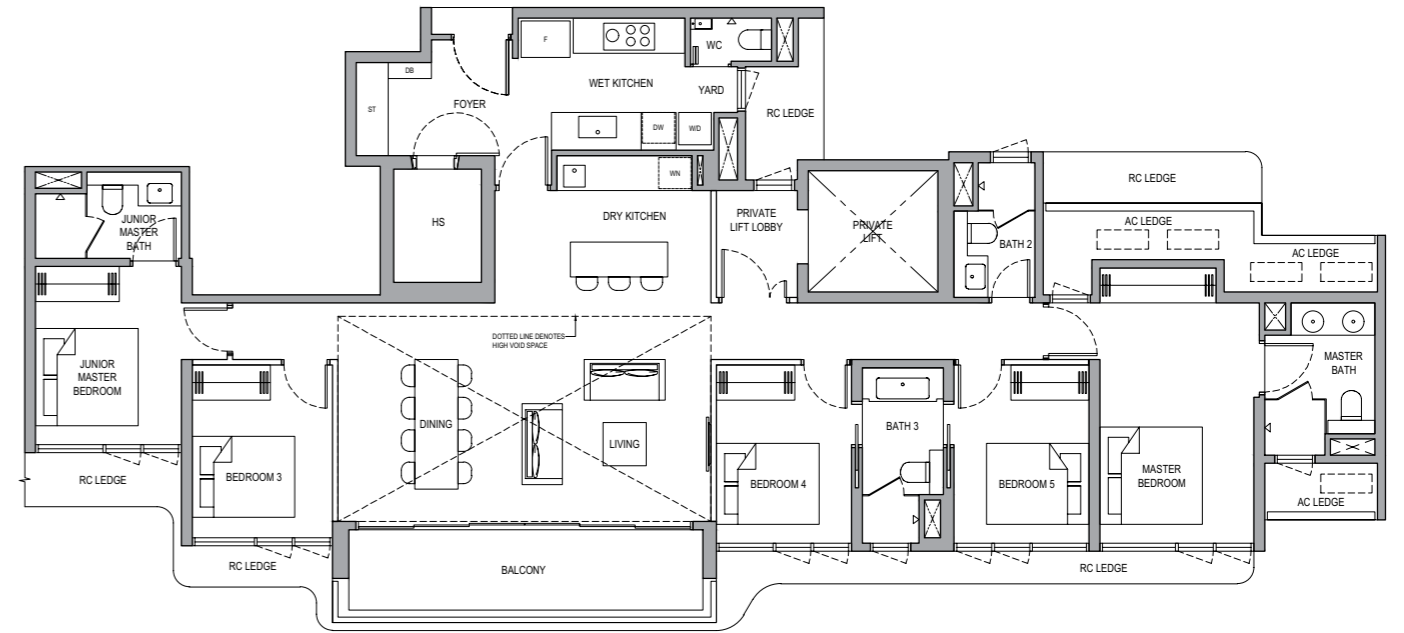 F
WC
DB
WET KITCHEN
YARD
ST
FOYER
RC LEDGE
DW
W/D
WN
RC LEDGE
HS
DRY KITCHEN
PRIVATE
LIFT LOBBY
PRIVATE
LIFT
JUNIOR
MASTER
BATH
BATH 2
AC LEDGE
AC LEDGE
DOTTED LINE DENOTES
HIGH VOID SPACE
JUNIOR
MASTER
BEDROOM
MASTER
BATH
DINING
LIVING
BATH 3
BEDROOM 3
BEDROOM 4
BEDROOM 5
MASTER
BEDROOM
RC LEDGE
AC LEDGE
RC LEDGE
BALCONY
RC LEDGE